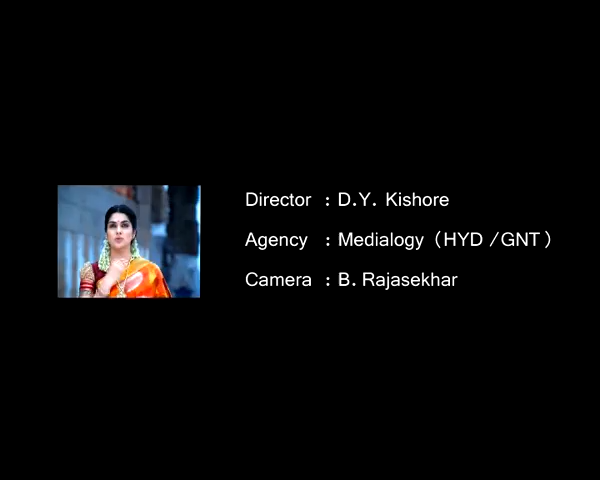 Director : D.Y. Kishore
Agency : Medialogy (HYD /GNT)
Camera : B. Rajasekhar